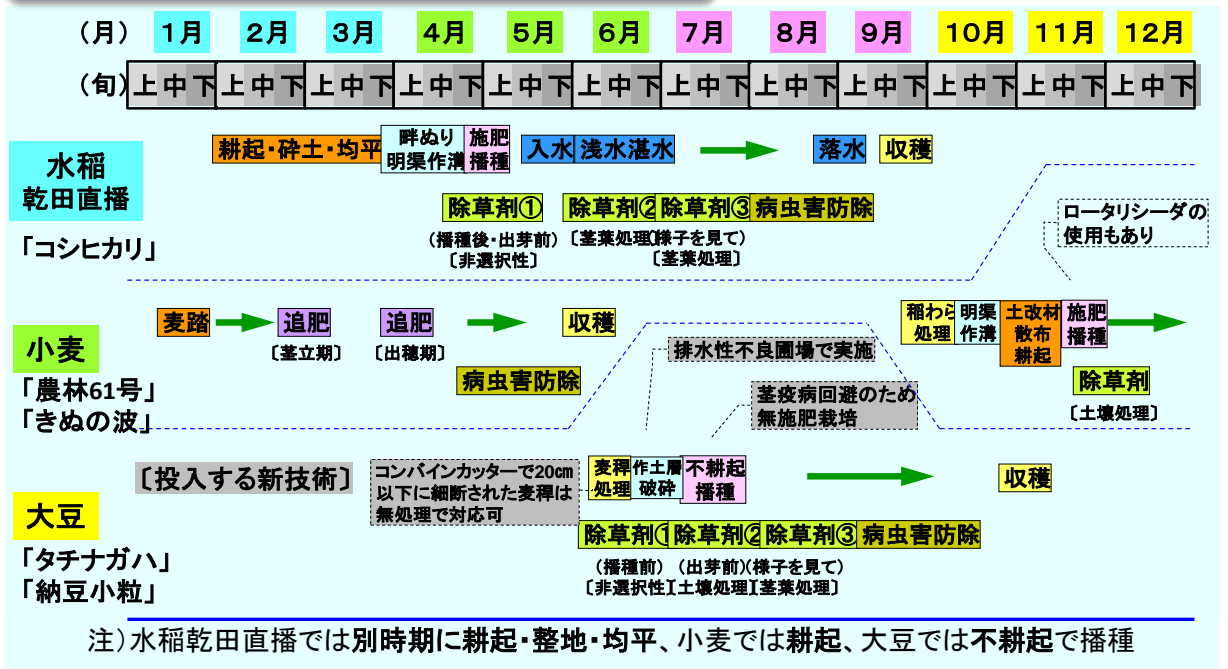 （月） 1月 2月 3月 4月 5月 6月 7月 8月 9月 10月 11月 12月
（旬） 上 中 下 上 中 下 上 中 下 上 中 下 上 中 下 上 中 下 上 中 下 上 中 下 上 中 下 上 中 下 上 中 下 上 中 下
水稲
乾田直播
「コシヒカリ」
耕起・砕土・均平
畔ぬり
明渠作溝
施肥
播種
入水
浅水湛水
落水
収穫
除草剤①
（播種後・出芽前）
〔非選択性〕
除草剤②
〔茎葉処理〕
除草剤③
（様子を見て）
〔茎葉処理〕
病虫害防除
ロータリシーダの
使用もあり
小麦
「農林61号」
「きぬの波」
麦踏
追肥
〔茎立期〕
追肥
〔出穂期〕
収穫
病虫害防除
稲わら
処理
明渠
作溝
土改材
散布
耕起
施肥
播種
除草剤
〔土壌処理〕
排水性不良圃場で実施
茎疫病回避のため
無施肥栽培
〔投入する新技術〕
大豆
「タチナガハ」
「納豆小粒」
コンバインカッターで20cm
以下に細断された麦稈は
無処理で対応可
麦稈
処理
作土層
破砕
不耕起
播種
収穫
除草剤①
（播種前）
〔非選択性〕
除草剤②
（出芽前）
〔土壌処理〕
除草剤③
（様子を見て）
〔茎葉処理〕
病虫害防除
注）水稲乾田直播では別時期に耕起・整地・均平、小麦では耕起、大豆では不耕起で播種